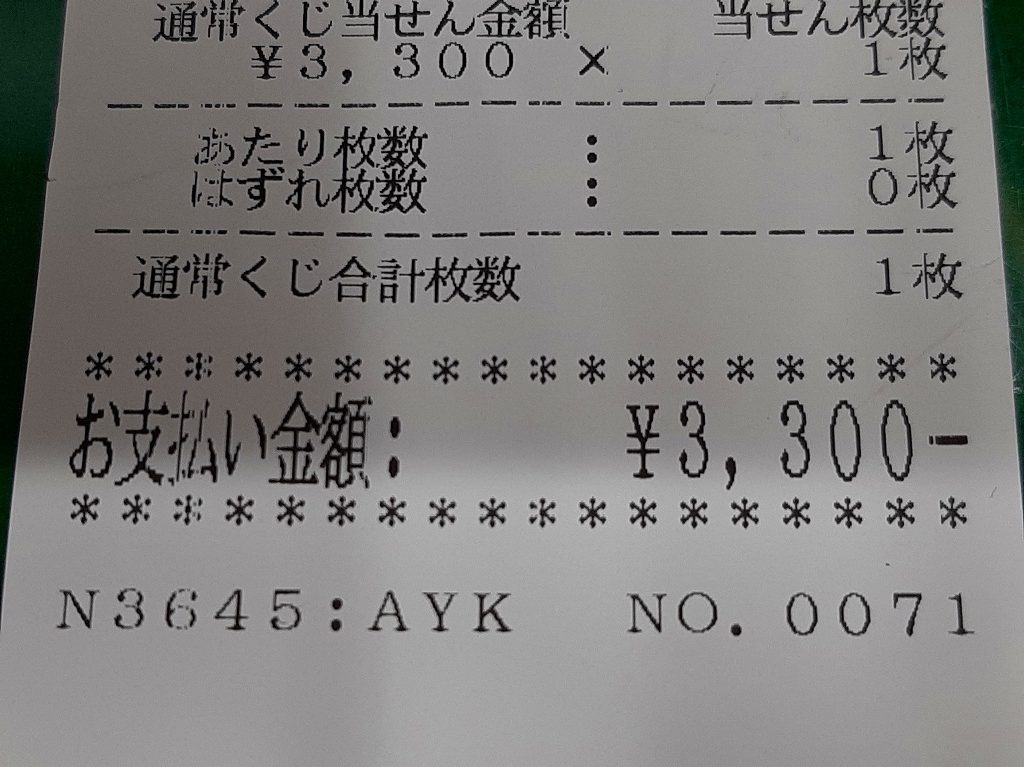 通常くじ当せん金額 当せん枚数
¥3,300 × 1枚
あたり枚数 : 1枚
はずれ枚数 : 0枚
通常くじ合計枚数 1枚
******************
お支払い金額: ¥3,300-
******************
N3645:AYK NO.0071